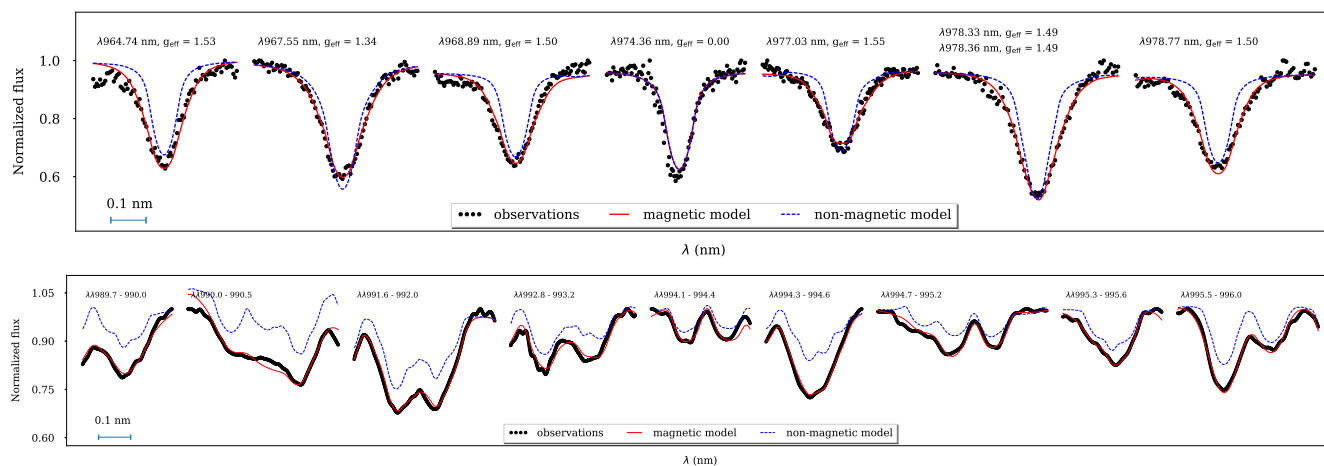 λ978.33 nm, g_eff = 1.49
λ964.74 nm, g_eff = 1.53 λ967.55 nm, g_eff = 1.34 λ968.89 nm, g_eff = 1.50 λ974.36 nm, g_eff = 0.00 λ977.03 nm, g_eff = 1.55 λ978.36 nm, g_eff = 1.49 λ978.77 nm, g_eff = 1.50
1.0
0.8
0.6
Normalized flux
0.1 nm
observations magnetic model non-magnetic model
λ (nm)
λλ989.7 - 990.0 λλ990.0 - 990.5 λλ991.6 - 992.0 λλ992.8 - 993.2 λλ994.1 - 994.4 λλ994.3 - 994.6 λλ994.7 - 995.2 λλ995.3 - 995.6 λλ995.5 - 996.0
1.05
0.90
0.75
0.60
Normalized flux
0.1 nm
observations magnetic model non-magnetic model
λ (nm)